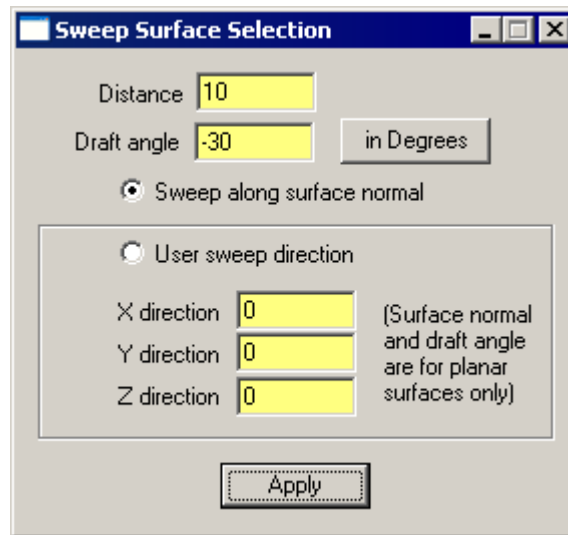 Sweep Surface Selection
Distance 10
Draft angle -30 in Degrees
Sweep along surface normal
User sweep direction
X direction 0 (Surface normal
Y direction 0 and draft angle
are for planar
Z direction 0 surfaces only)
Apply